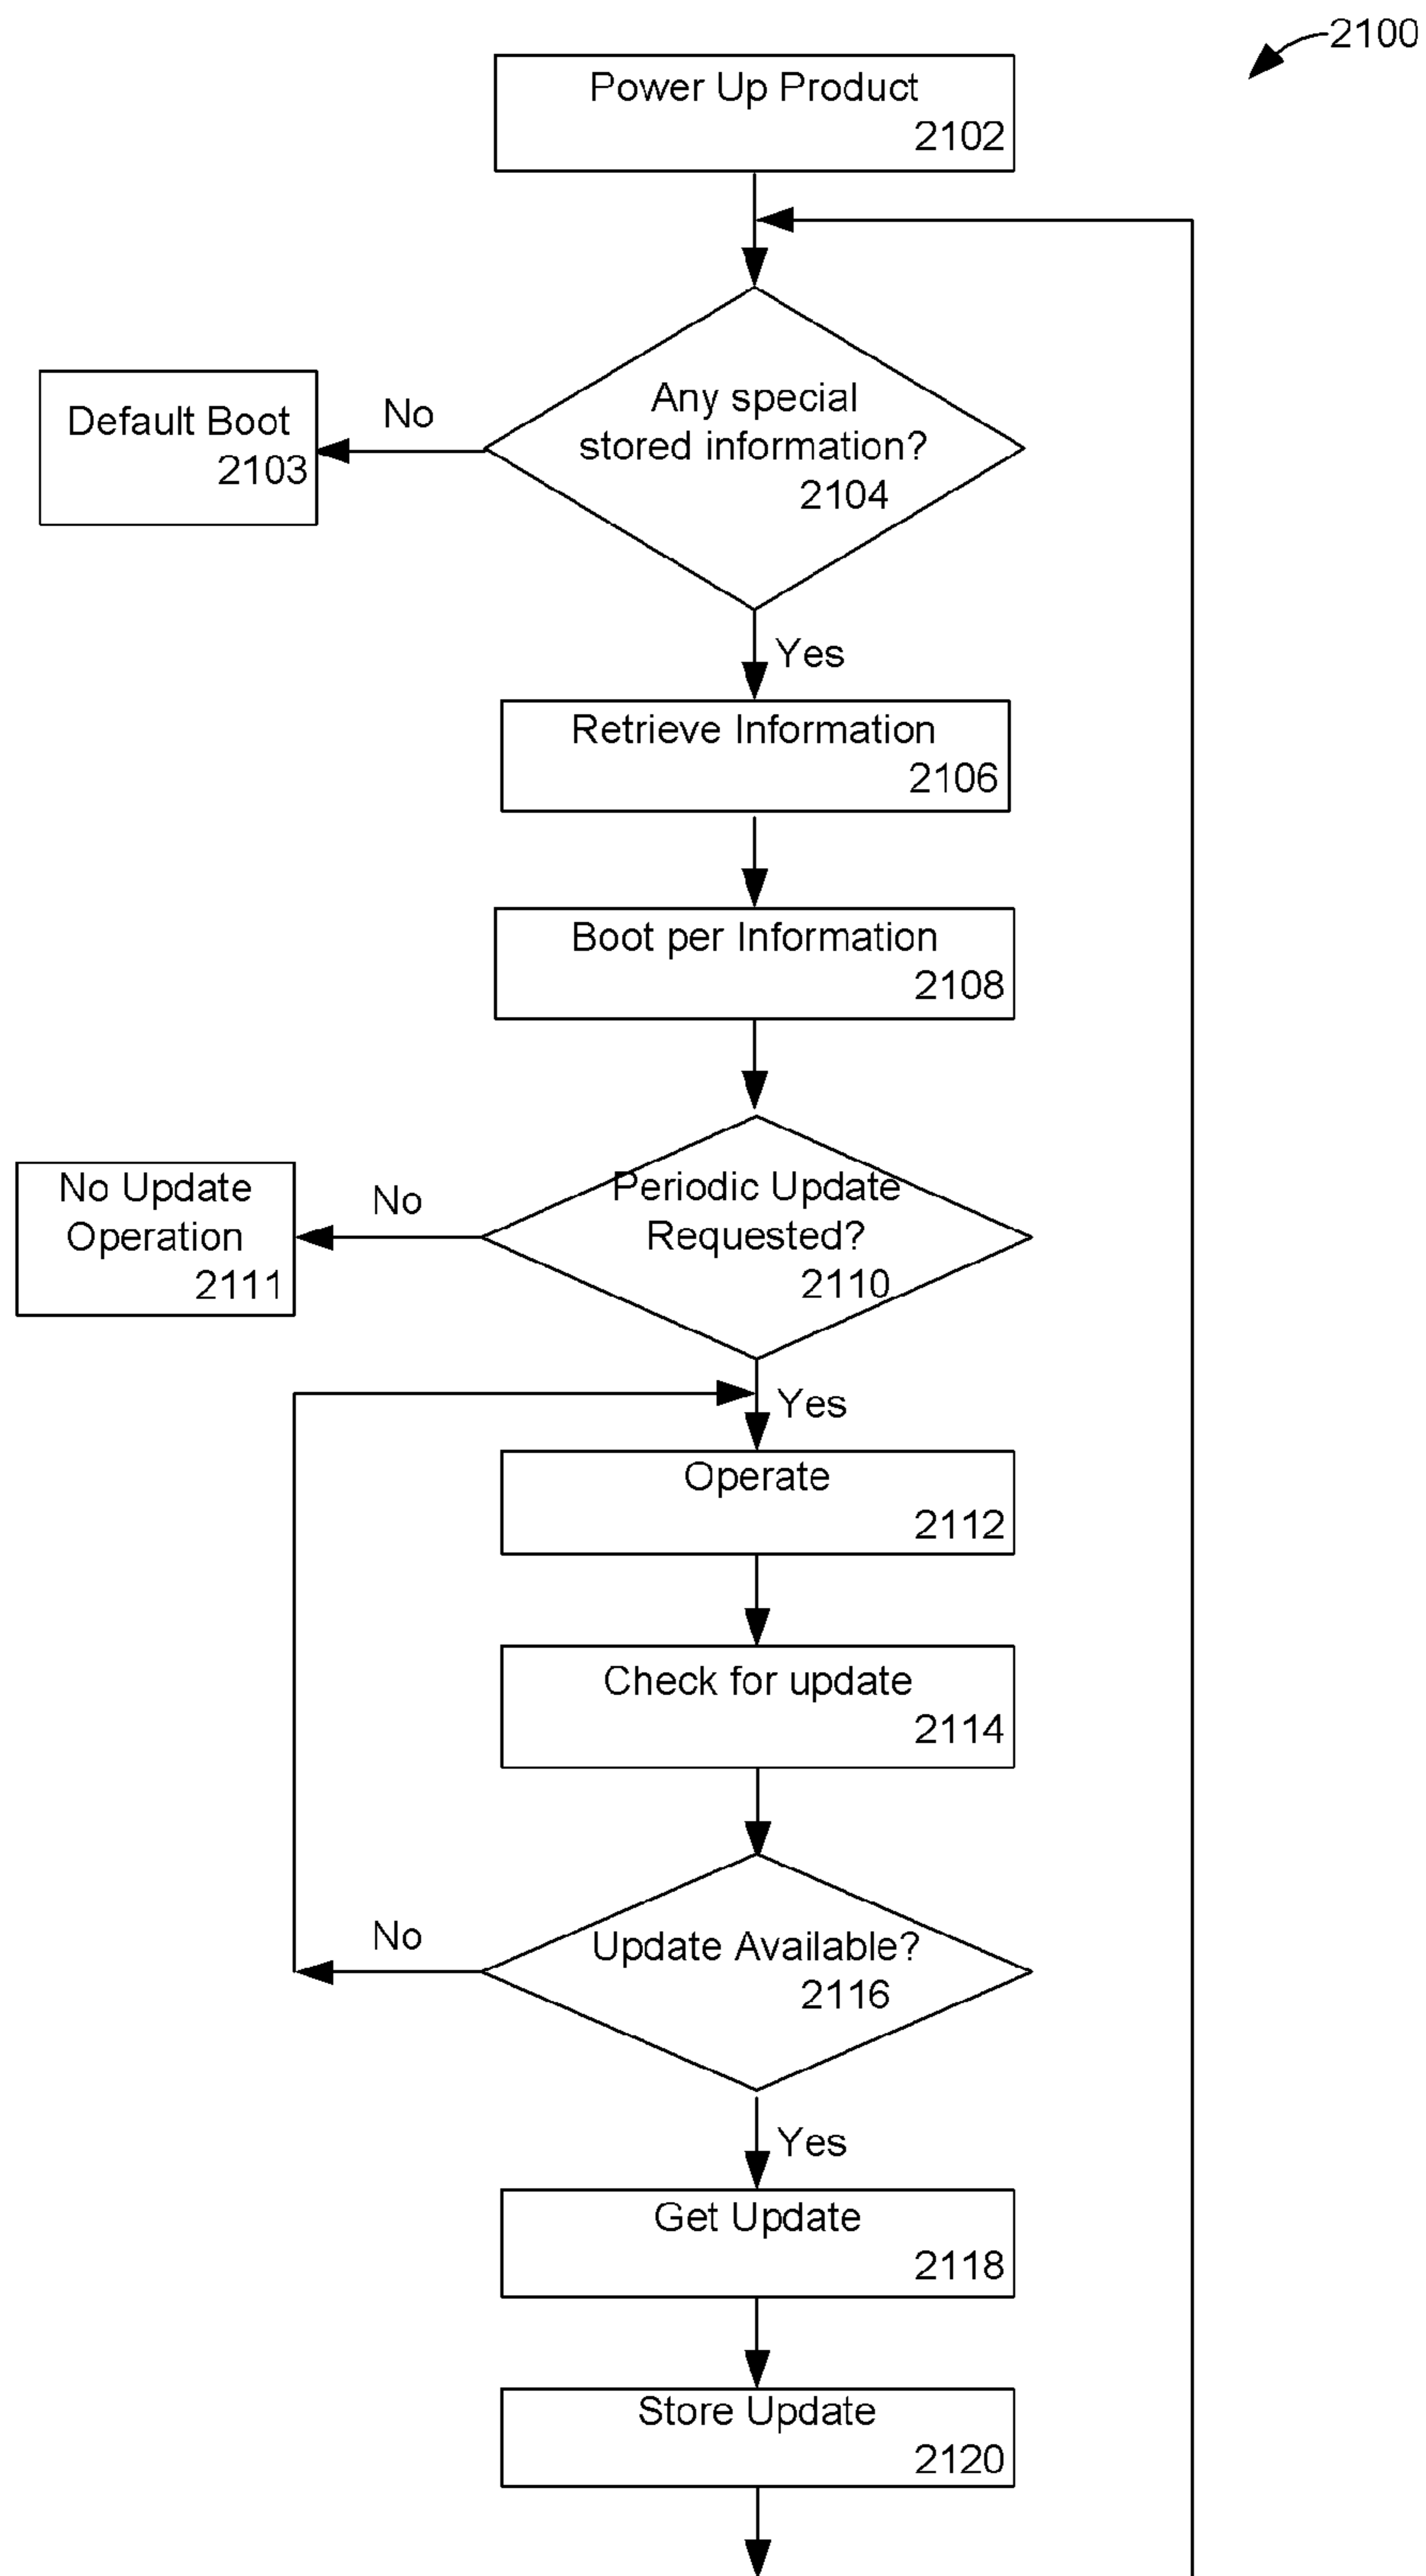 2100
Power Up Product
2102
Any special
stored information?
2104
No
Default Boot
2103
Yes
Retrieve Information
2106
Boot per Information
2108
Periodic Update
Requested?
2110
No
No Update
Operation
2111
Yes
Operate
2112
Check for update
2114
Update Available?
2116
No
Yes
Get Update
2118
Store Update
2120